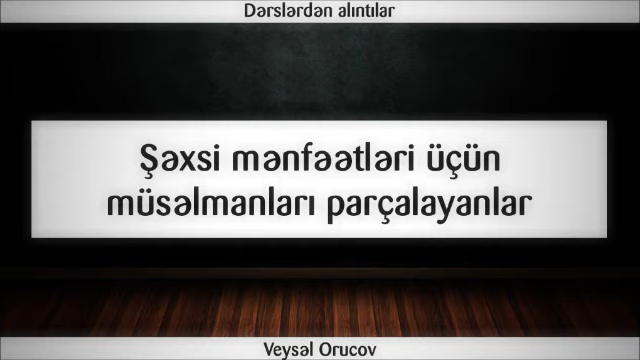 Dərslərdən alıntılar
Şəxsi mənfəətləri üçün
müsəlmanları parçalayanlar
Veysəl Orucov